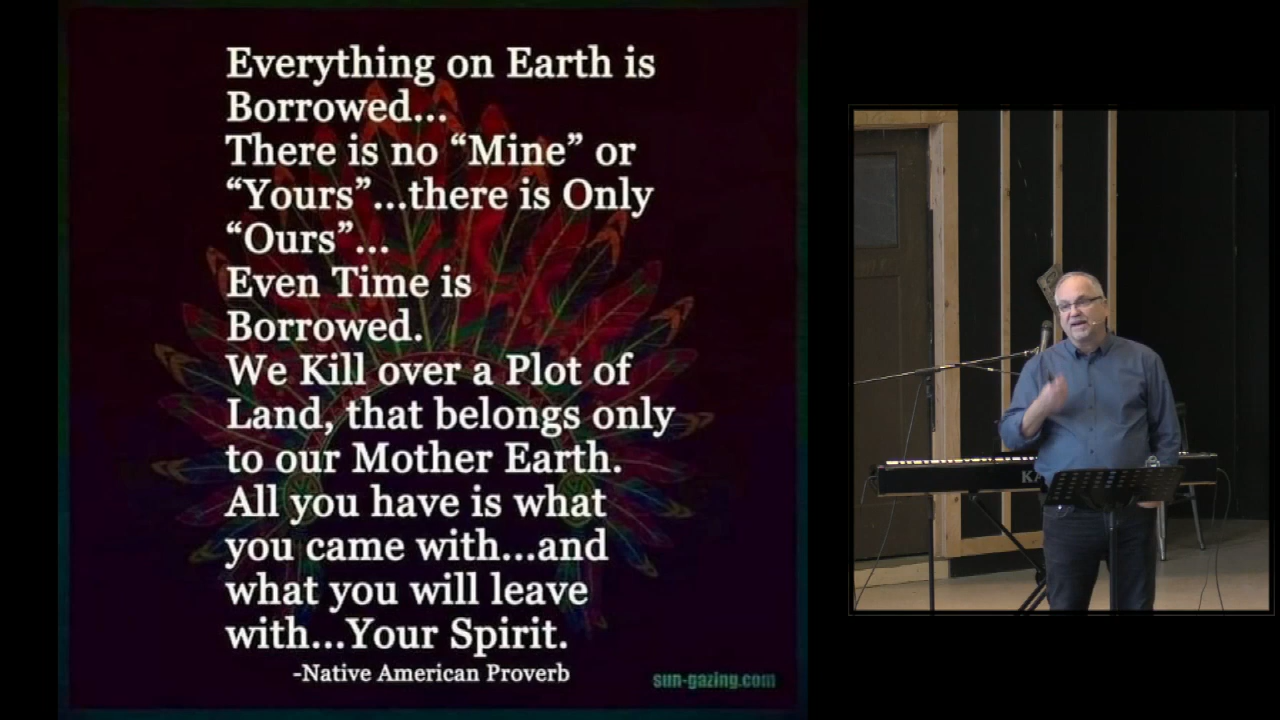 Everything on Earth is
Borrowed...
There is no “Mine” or
“Yours”...there is Only
“Ours”...
Even Time is
Borrowed.
We Kill over a Plot of
Land, that belongs only
to our Mother Earth.
All you have is what
you came with...and
what you will leave
with...Your Spirit.
-Native American Proverb
sun-gazing.com